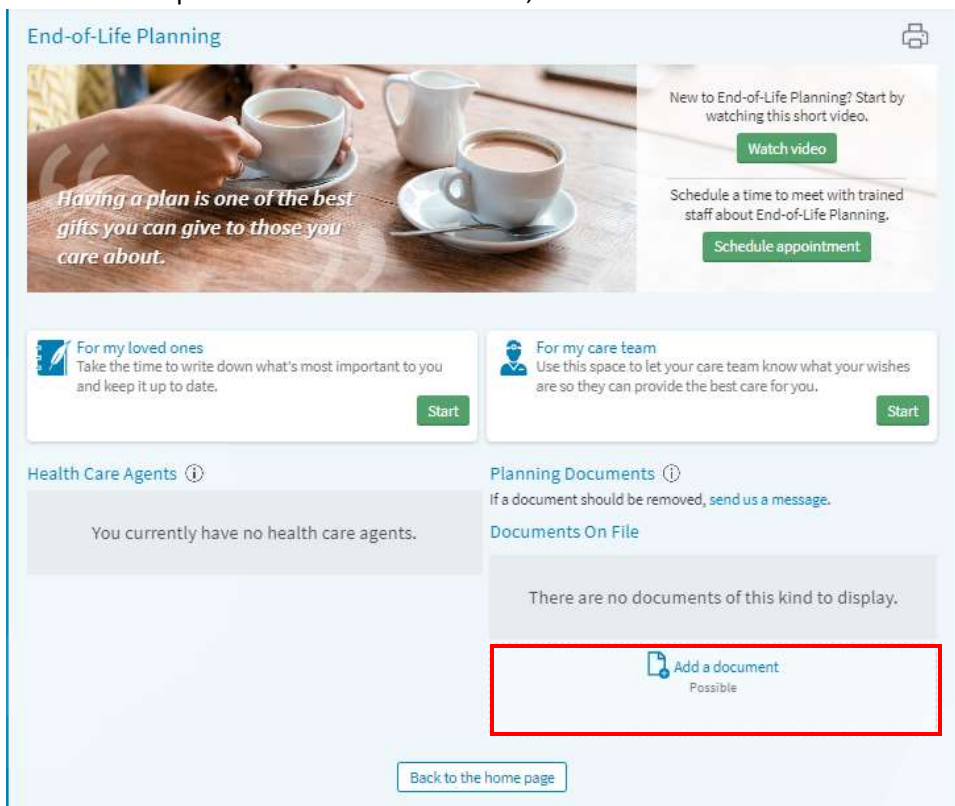 End-of-Life Planning
Having a plan is one of the best
gifts you can give to those you
care about.
New to End-of-Life Planning? Start by
watching this short video.
Watch video
Schedule a time to meet with trained
staff about End-of-Life Planning.
Schedule appointment
For my loved ones
Take the time to write down what's most important to you
and keep it up to date.
Start
For my care team
Use this space to let your care team know what your wishes
are so they can provide the best care for you.
Start
Health Care Agents
You currently have no health care agents.
Planning Documents
If a document should be removed, send us a message.
Documents On File
There are no documents of this kind to display.
Add a document
Possible
Back to the home page